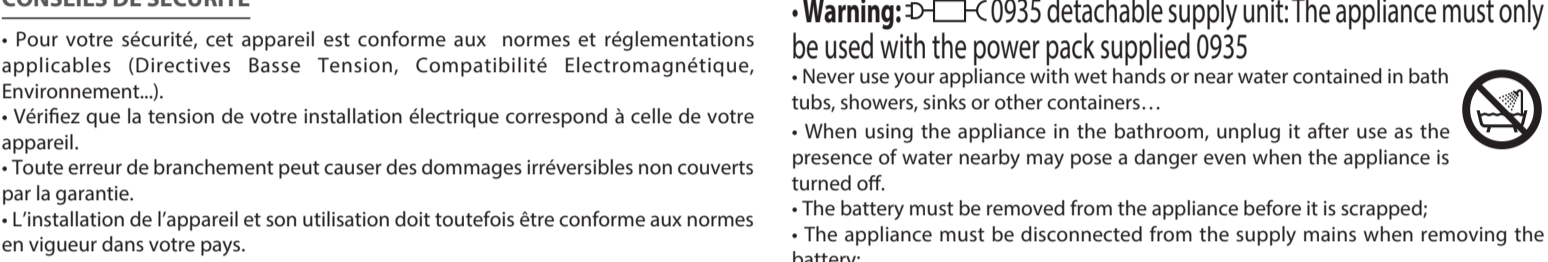 CONSEILS DE SECURITE
• Pour votre sécurité, cet appareil est conforme aux normes et réglementations
applicables (Directives Basse Tension, Compatibilité Electromagnétique,
Environnement...).
• Vérifiez que la tension de votre installation électrique correspond à celle de votre
appareil.
• Toute erreur de branchement peut causer des dommages irréversibles non couverts
par la garantie.
• L’installation de l’appareil et son utilisation doit toutefois être conforme aux normes
en vigueur dans votre pays.
• Warning: 0935 detachable supply unit: The appliance must only
be used with the power pack supplied 0935
• Never use your appliance with wet hands or near water contained in bath
tubs, showers, sinks or other containers…
• When using the appliance in the bathroom, unplug it after use as the
presence of water nearby may pose a danger even when the appliance is
turned off.
• The battery must be removed from the appliance before it is scrapped;
• The appliance must be disconnected from the supply mains when removing the
battery;